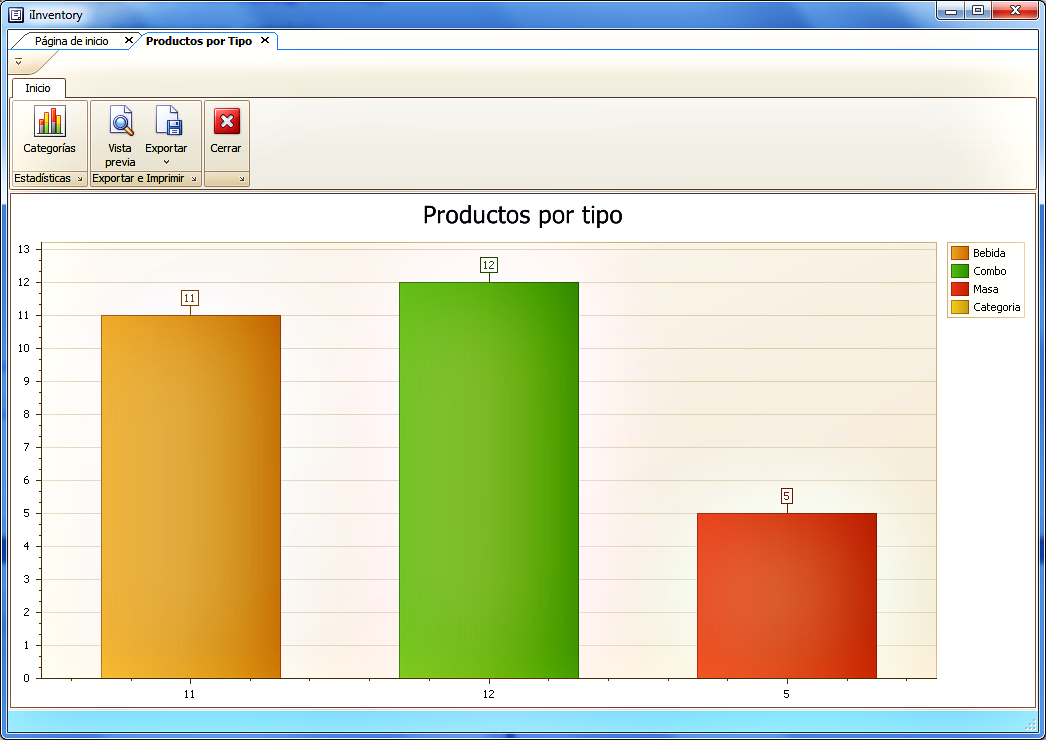 iInventory
Página de inicio
Productos por Tipo
Inicio
Categorías
Vista previa
Exportar
Cerrar
Estadísticas
Exportar e Imprimir
Productos por tipo
13
12
11
10
9
8
7
6
5
4
3
2
1
0
11
12
5
11
12
5
Bebida
Combo
Masa
Categoria